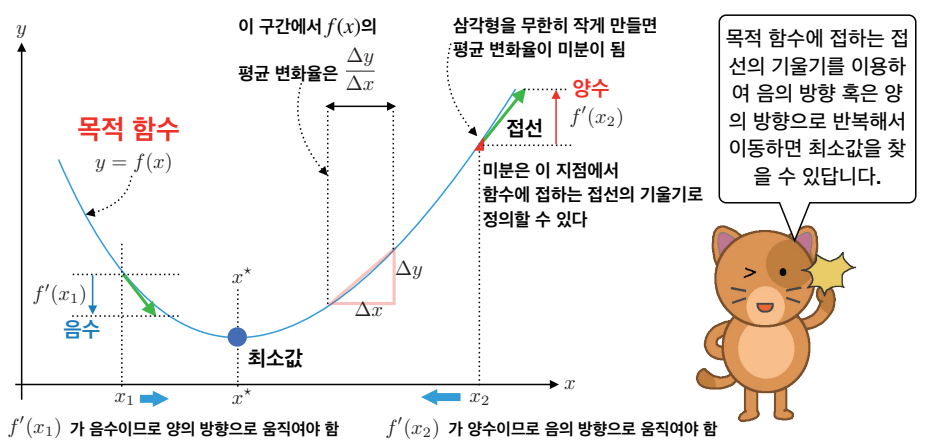 이 구간에서 f(x)의
평균 변화율은 Δy/Δx
삼각형을 무한히 작게 만들면
평균 변화율이 미분이 됨
목적 함수에 접하는 접
선의 기울기를 이용하
여 음의 방향 혹은 양
의 방향으로 반복해서
이동하면 최소값을 찾
을 수 있답니다.
y
목적 함수
y = f(x)
양수
f′(x₂)
접선
미분은 이 지점에서
함수에 접하는 접선의 기울기로
정의할 수 있다
f′(x₁)
음수
x⋆
최소값
Δy
Δx
x
x₁
x⋆
x₂
f′(x₁) 가 음수이므로 양의 방향으로 움직여야 함
f′(x₂) 가 양수이므로 음의 방향으로 움직여야 함